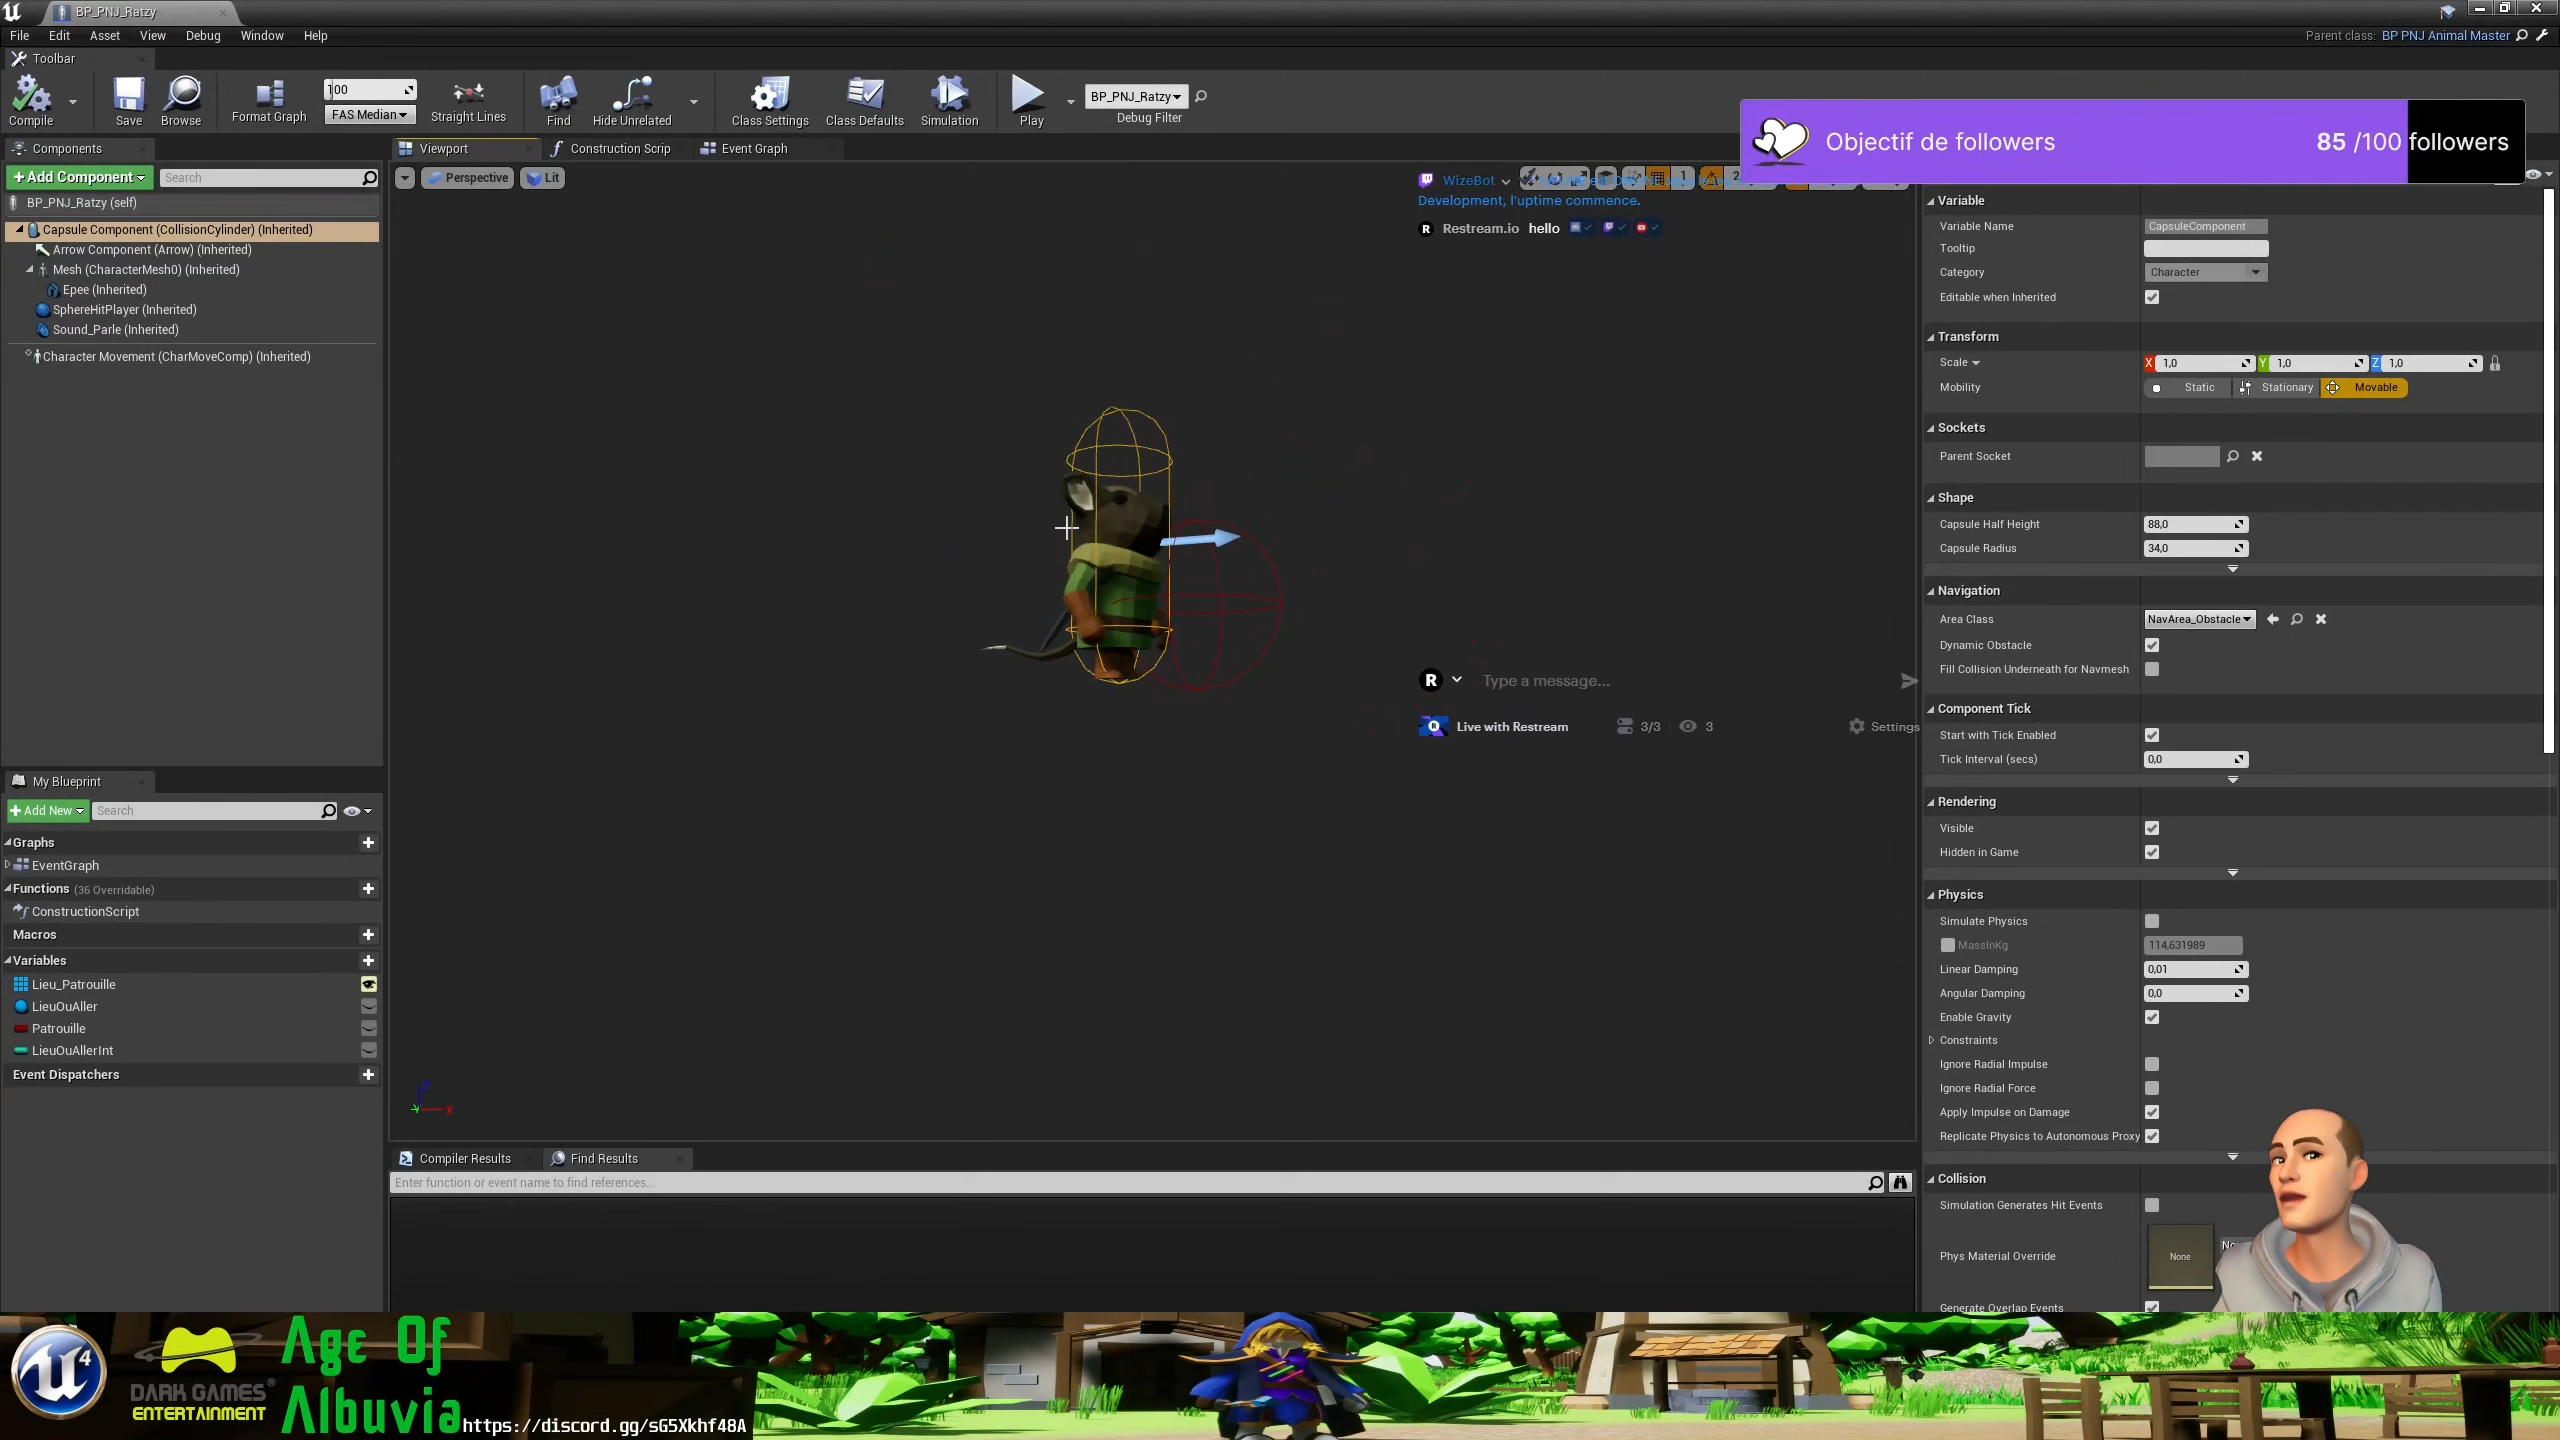 BP_PNJ_Ratzy
File Edit Asset View Debug Window Help
Parent class: BP PNJ Animal Master
Toolbar
100
FAS Median
BP_PNJ_Ratzy
Compile Save Browse Format Graph Straight Lines Find Hide Unrelated Class Settings Class Defaults Simulation Play Debug Filter
Objectif de followers 85 /100 followers
Components
Viewport Construction Scrip Event Graph
Add Component Search
Perspective Lit
BP_PNJ_Ratzy (self)
Capsule Component (CollisionCylinder) (Inherited)
Arrow Component (Arrow) (Inherited)
Mesh (CharacterMesh0) (Inherited)
Epee (Inherited)
SphereHitPlayer (Inherited)
Sound_Parle (Inherited)
Character Movement (CharMoveComp) (Inherited)
WizeBot
Development, l'uptime commence.
Restream.io hello
Type a message...
Live with Restream 3/3 3 Settings
Variable
Variable Name CapsuleComponent
Tooltip
Category Character
Editable when Inherited
Transform
Scale X 1,0 Y 1,0 Z 1,0
Mobility Static Stationary Movable
Sockets
Parent Socket
Shape
Capsule Half Height 88,0
Capsule Radius 34,0
Navigation
Area Class NavArea_Obstacle
Dynamic Obstacle
Fill Collision Underneath for Navmesh
Component Tick
Start with Tick Enabled
Tick Interval (secs) 0,0
Rendering
Visible
Hidden in Game
Physics
Simulate Physics
MassInKg 114,631989
Linear Damping 0,01
Angular Damping 0,0
Enable Gravity
Constraints
Ignore Radial Impulse
Ignore Radial Force
Apply Impulse on Damage
Replicate Physics to Autonomous Proxy
Collision
Simulation Generates Hit Events
Phys Material Override None
Generate Overlap Events
My Blueprint
Add New Search
Graphs
EventGraph
Functions (36 Overridable)
ConstructionScript
Macros
Variables
Lieu_Patrouille
LieuOuAller
Patrouille
LieuOuAllerInt
Event Dispatchers
Compiler Results Find Results
Enter function or event name to find references...
4
DARK GAMES®
ENTERTAINMENT
Age Of
Albuvia
https://discord.gg/sG5Xkhf48A